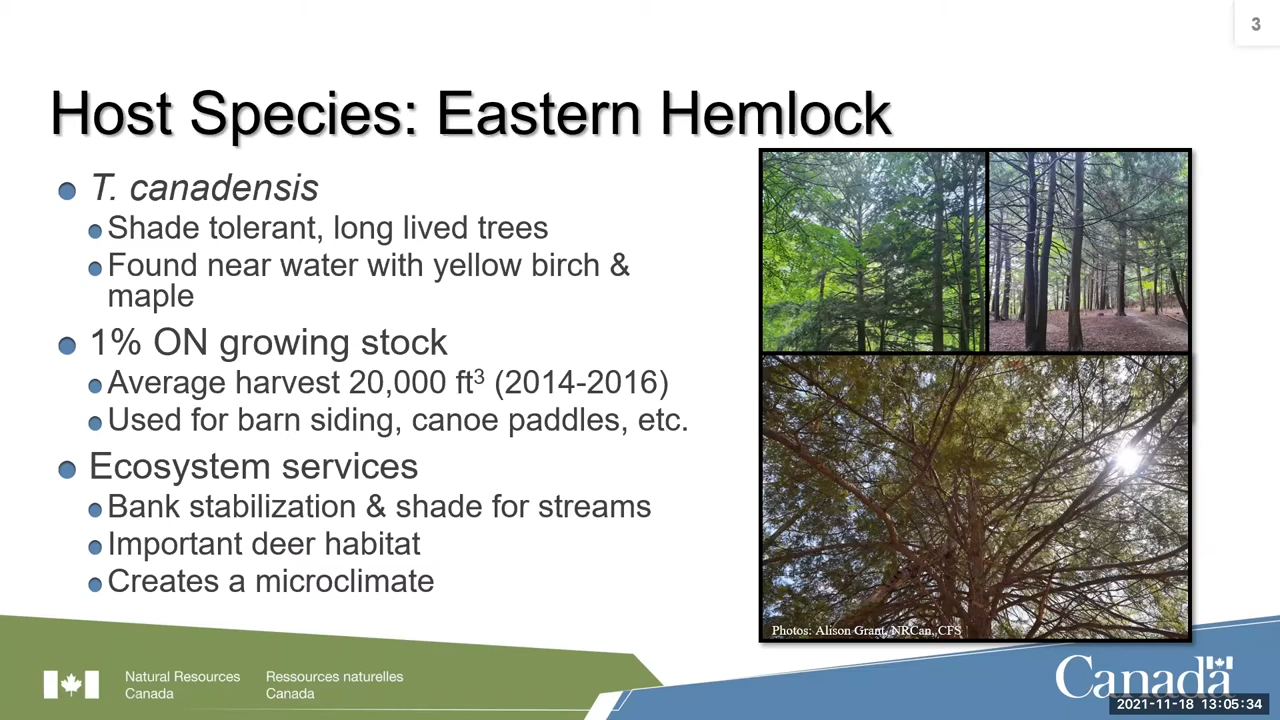 3
Host Species: Eastern Hemlock
T. canadensis
Shade tolerant, long lived trees
Found near water with yellow birch &
maple
1% ON growing stock
Average harvest 20,000 ft³ (2014-2016)
Used for barn siding, canoe paddles, etc.
Ecosystem services
Bank stabilization & shade for streams
Important deer habitat
Creates a microclimate
Photos: Alison Grant, NRCan, CFS
Natural Resources
Canada
Ressources naturelles
Canada
Canada
2021-11-18 13:05:34